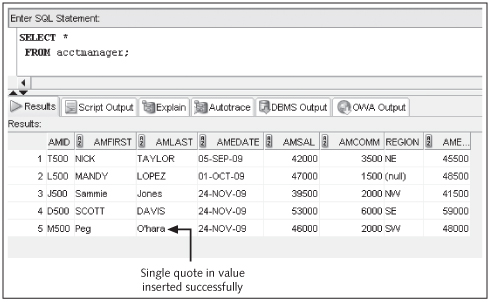 Enter SQL Statement:
SELECT *
FROM acctmanager;
Results Script Output Explain Autotrace DBMS Output OWA Output
Results:
AMID AMFIRST AMLAST AMEDATE AMSAL AMCOMM REGION AME...
1 T500 NICK TAYLOR 05-SEP-09 42000 3500 NE 45500
2 L500 MANDY LOPEZ 01-OCT-09 47000 1500 (null) 48500
3 J500 Sammie Jones 24-NOV-09 39500 2000 NW 41500
4 D500 SCOTT DAVIS 24-NOV-09 53000 6000 SE 59000
5 M500 Peg O'hara 24-NOV-09 46000 2000 SW 48000
Single quote in value
inserted successfully